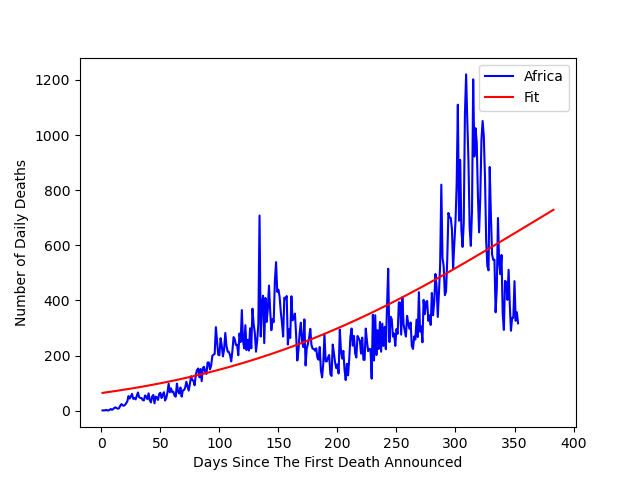 Africa
Fit
Number of Daily Deaths
1200
1000
800
600
400
200
0
0 50 100 150 200 250 300 350 400
Days Since The First Death Announced